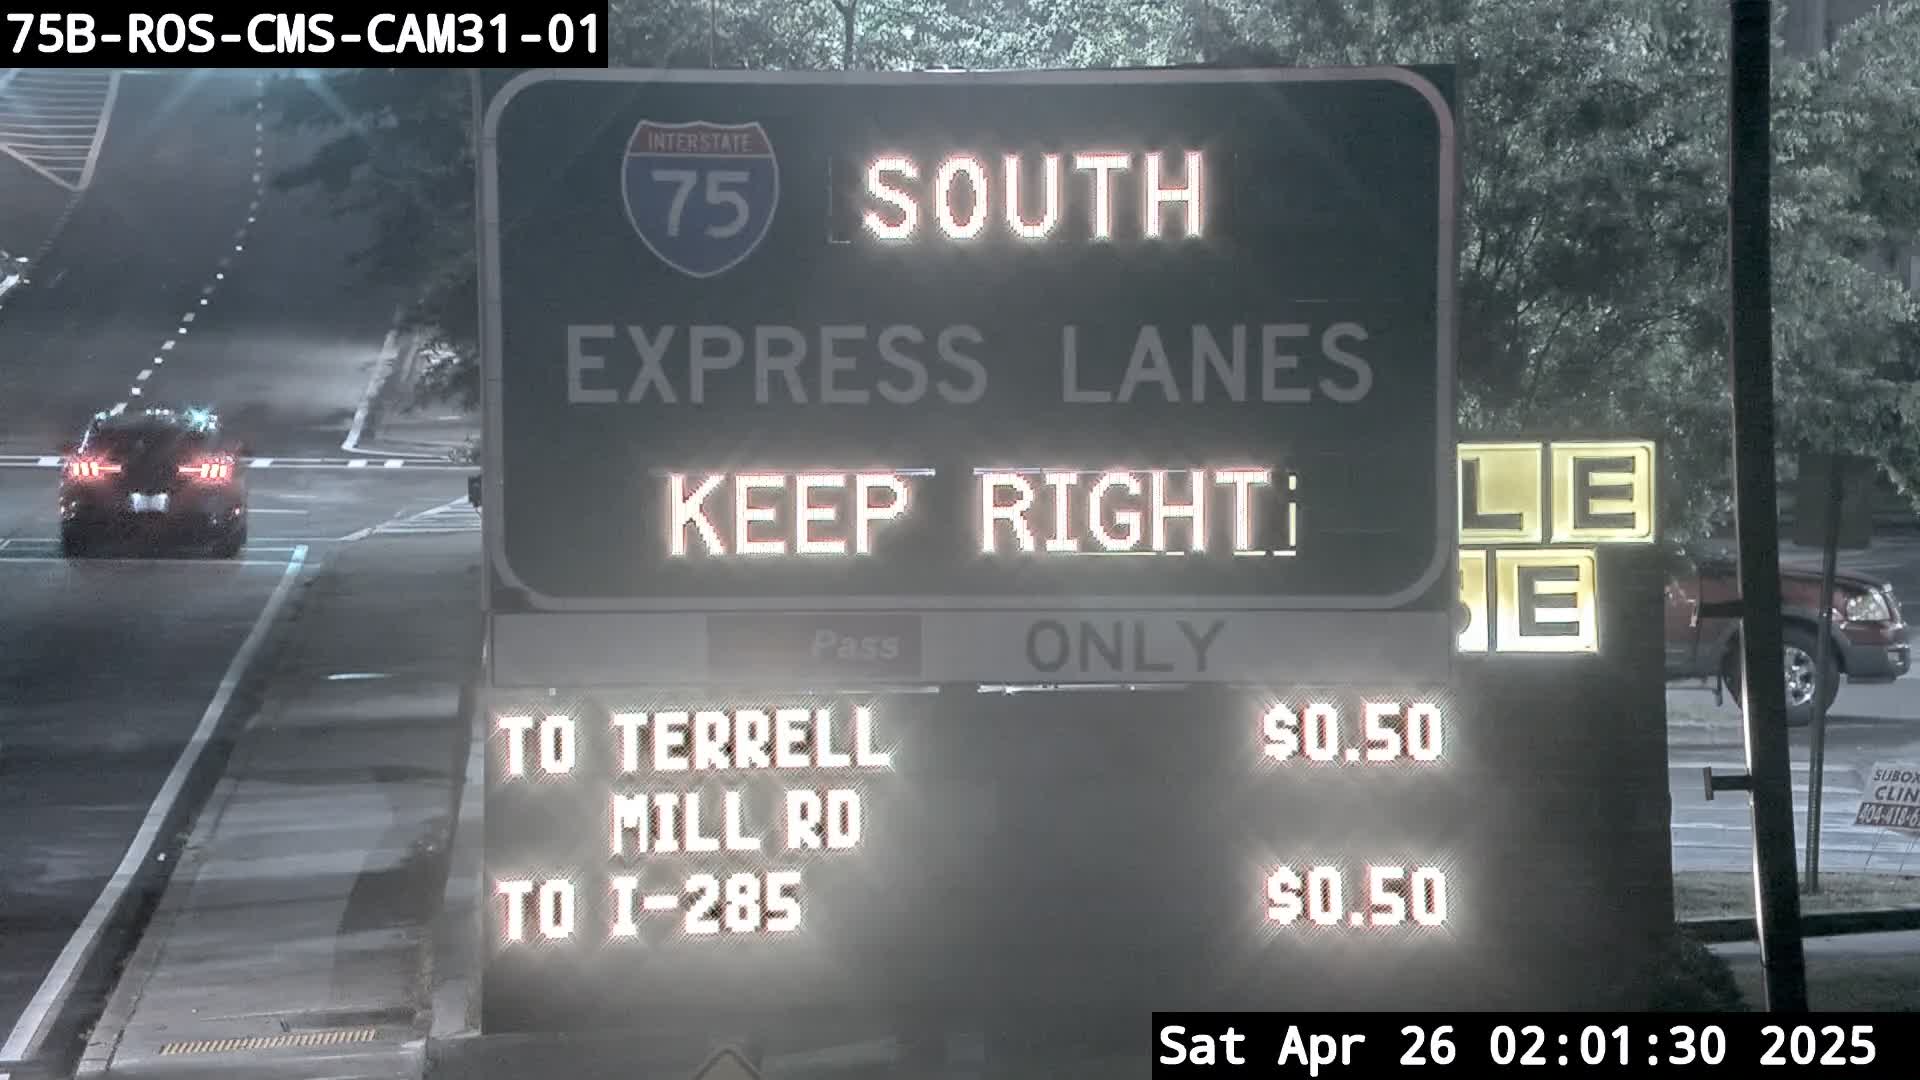 75B-ROS-CMS-CAM31-01
INTERSTATE
75
SOUTH
EXPRESS LANES
KEEP RIGHT
Pass ONLY
TO TERRELL $0.50
MILL RD
TO I-285 $0.50
LE
E
CLIN
Sat Apr 26 02:01:30 2025